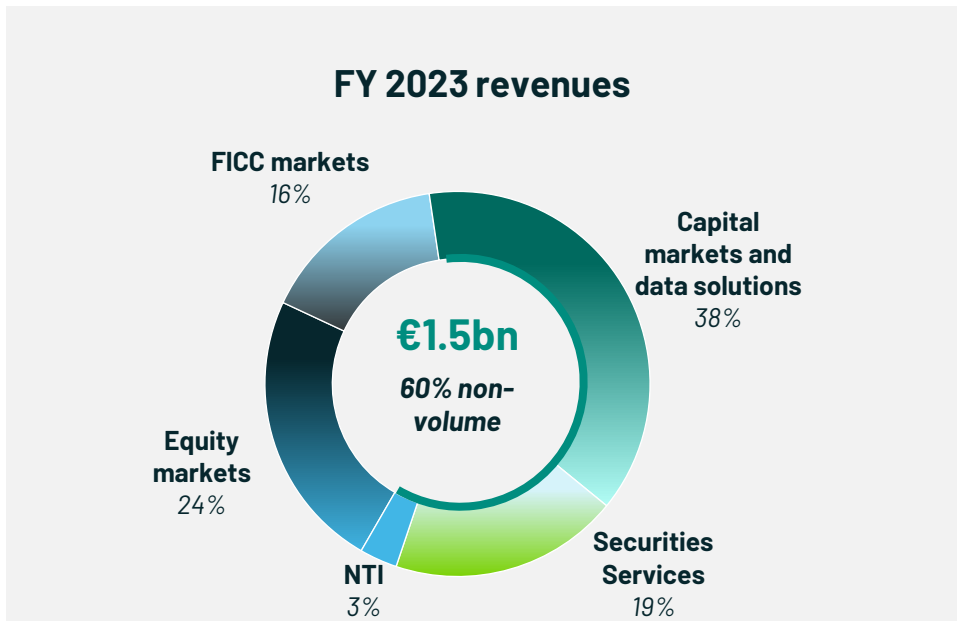 FY 2023 revenues
FICC markets
16%
Capital
markets and
data solutions
38%
€1.5bn
60% non-
volume
Equity
markets
24%
Securities
Services
19%
NTI
3%